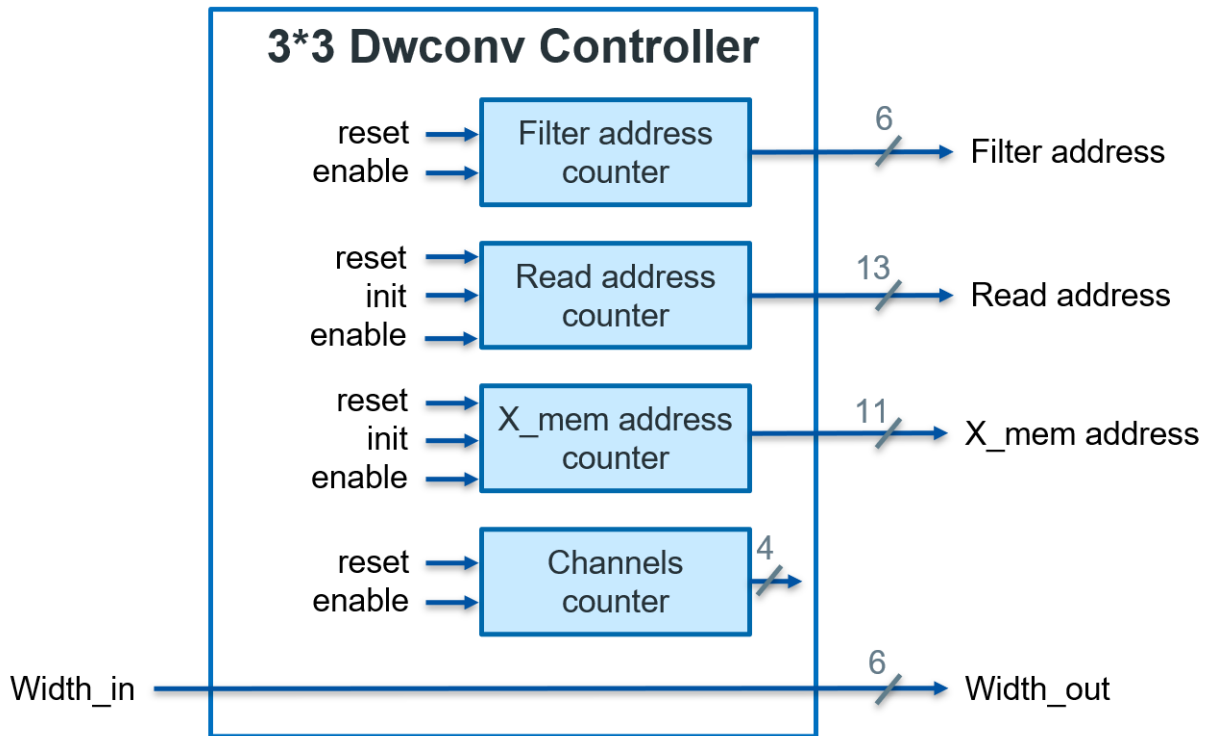 3*3 Dwconv Controller
reset
enable
Filter address
counter
6
Filter address
reset
init
enable
Read address
counter
13
Read address
reset
init
enable
X_mem address
counter
11
X_mem address
reset
enable
Channels
counter
4
Width_in
6
Width_out